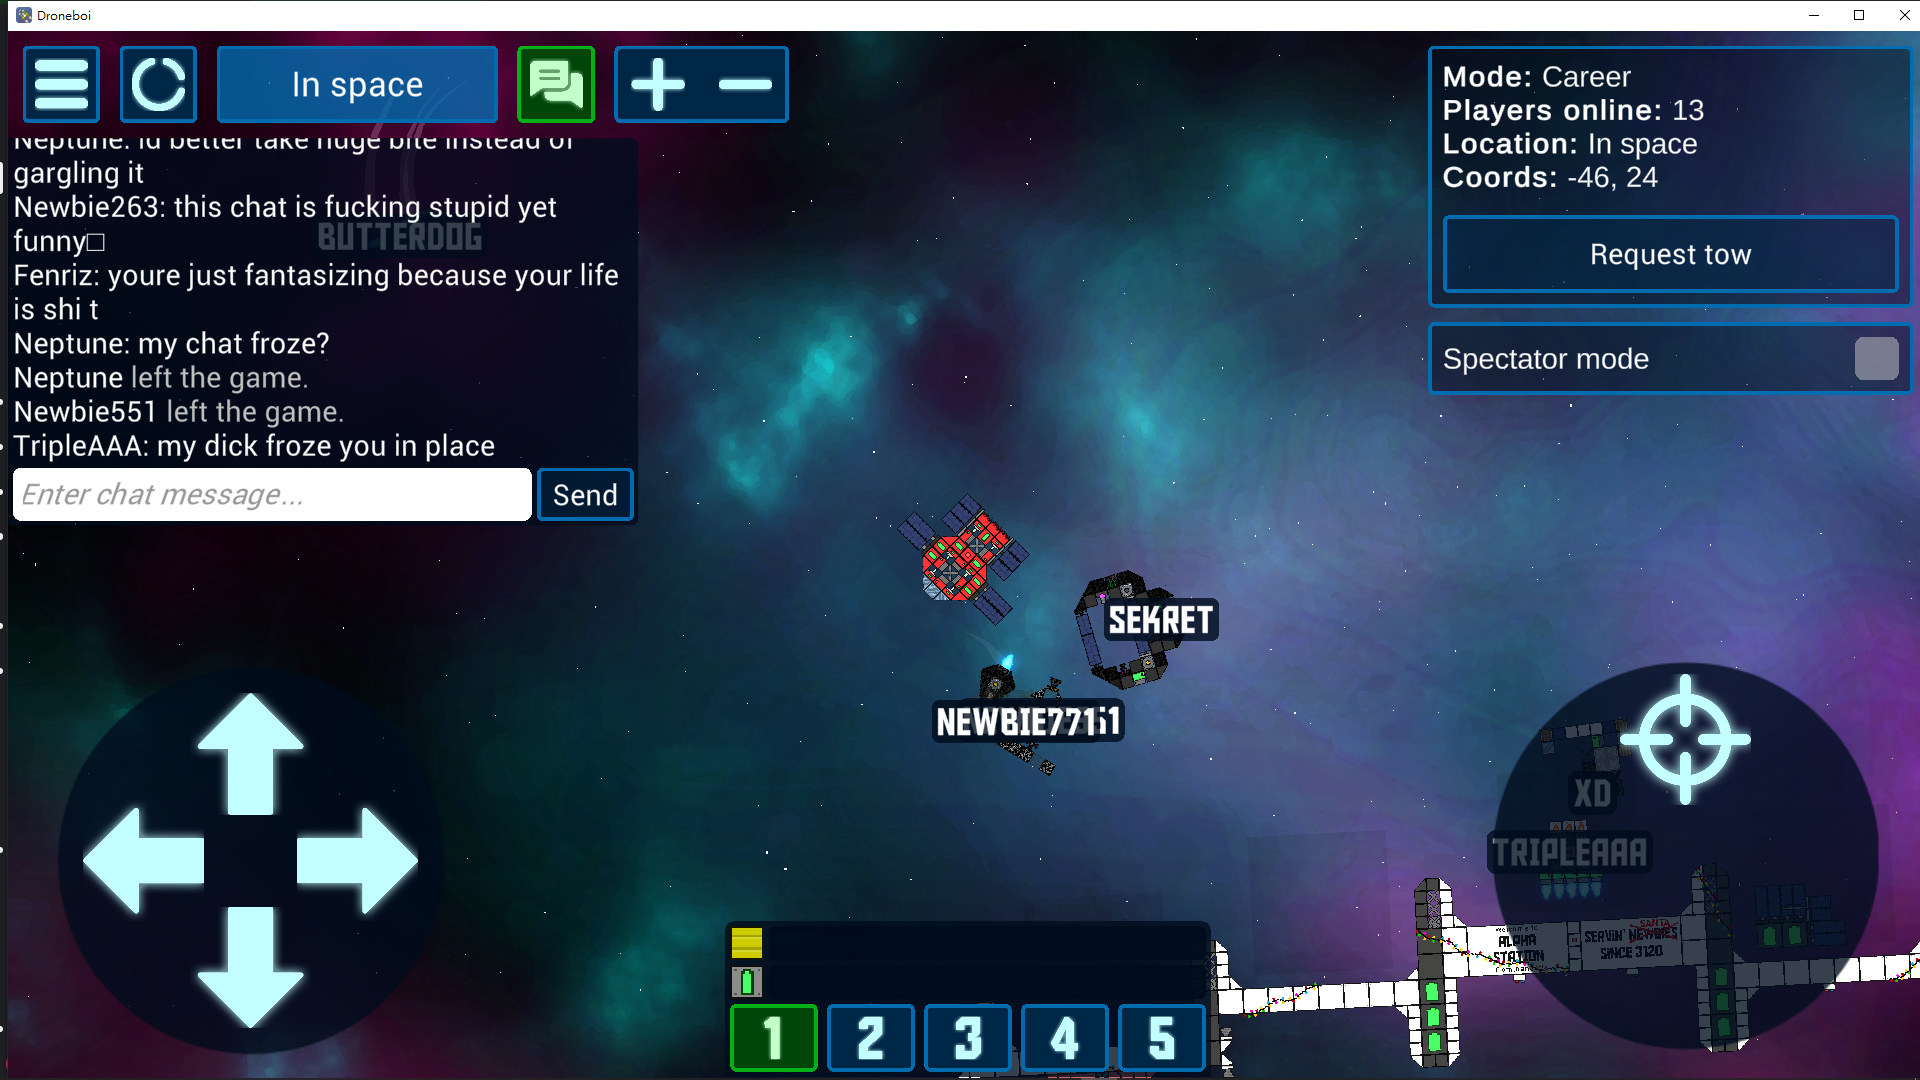 Droneboi
In space
Neptune: id better take huge bite instead of
gargling it
Newbie263: this chat is fucking stupid yet
funny□
BUTTERDOG
Fenriz: youre just fantasizing because your life
is shi t
Neptune: my chat froze?
Neptune left the game.
Newbie551 left the game.
TripleAAA: my dick froze you in place
Enter chat message...
Send
Mode: Career
Players online: 13
Location: In space
Coords: -46, 24
Request tow
Spectator mode
SEKRET
NEWBIE771
XD
TRIPLEAAA
ALPHA
STATION
SANTA
SERVIN' NEWBIES
SINCE 3120
1
2
3
4
5